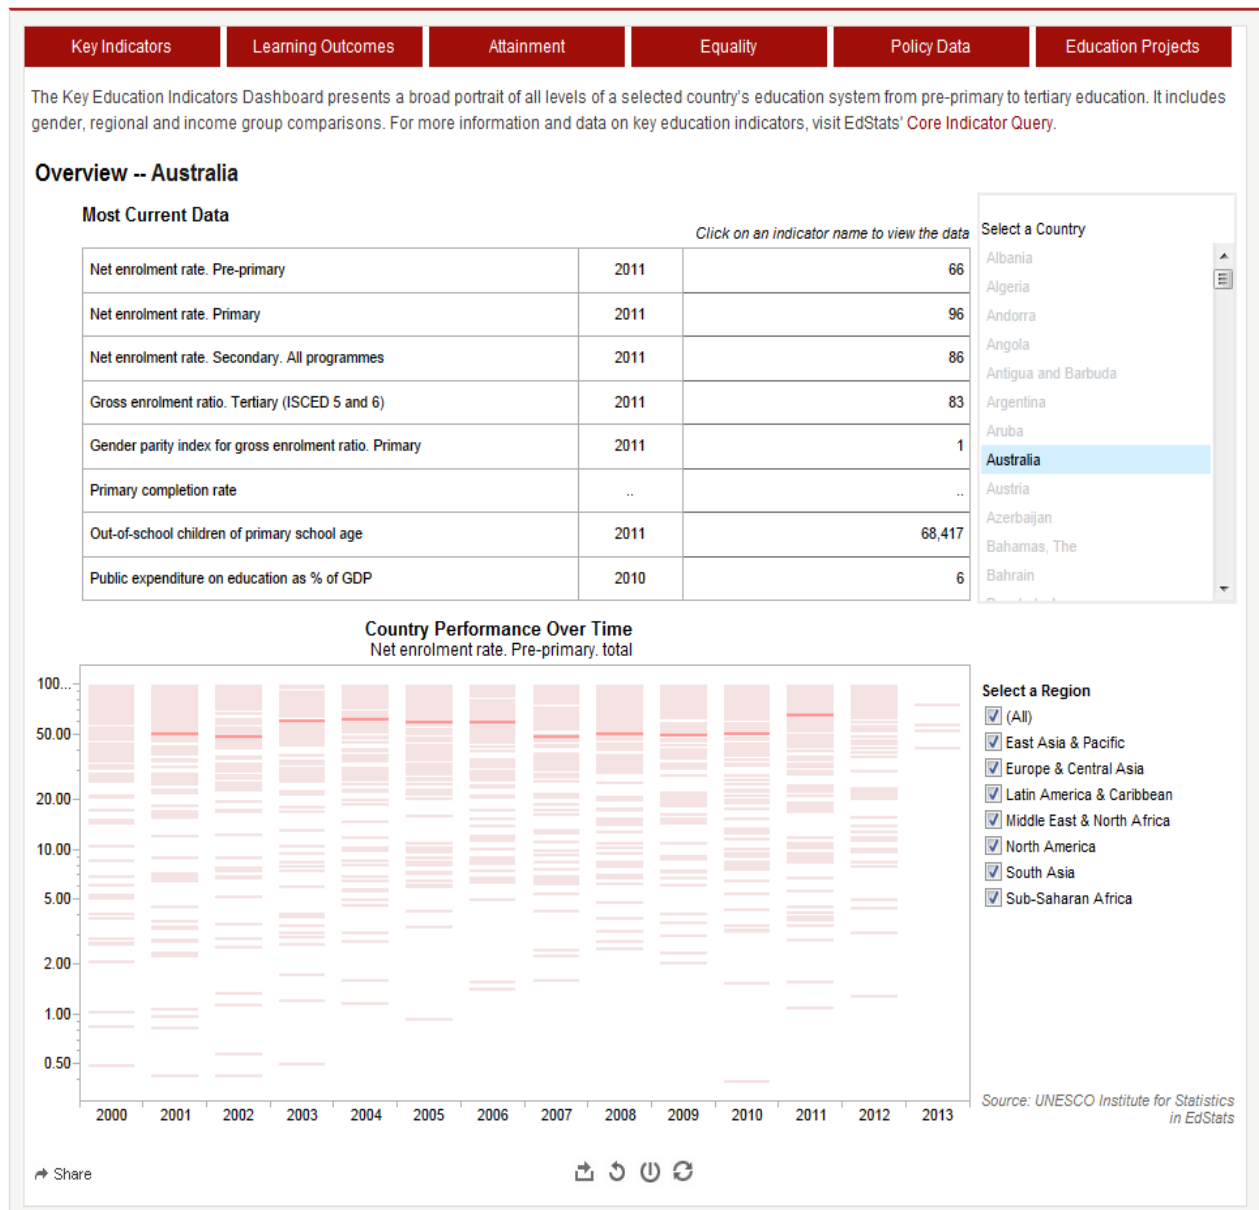 Key Indicators
Learning Outcomes
Attainment
Equality
Policy Data
Education Projects
The Key Education Indicators Dashboard presents a broad portrait of all levels of a selected country's education system from pre-primary to tertiary education. It includes
gender, regional and income group comparisons. For more information and data on key education indicators, visit EdStats' Core Indicator Query.
Overview -- Australia
Most Current Data
Click on an indicator name to view the data
Net enrolment rate. Pre-primary 2011 66
Net enrolment rate. Primary 2011 96
Net enrolment rate. Secondary. All programmes 2011 86
Gross enrolment ratio. Tertiary (ISCED 5 and 6) 2011 83
Gender parity index for gross enrolment ratio. Primary 2011 1
Primary completion rate .. ..
Out-of-school children of primary school age 2011 68,417
Public expenditure on education as % of GDP 2010 6
Select a Country
Albania
Algeria
Andorra
Angola
Antigua and Barbuda
Argentina
Aruba
Australia
Austria
Azerbaijan
Bahamas, The
Bahrain
Country Performance Over Time
Net enrolment rate. Pre-primary. total
100...
50.00
20.00
10.00
5.00
2.00
1.00
0.50
2000 2001 2002 2003 2004 2005 2006 2007 2008 2009 2010 2011 2012 2013
Select a Region
(All)
East Asia & Pacific
Europe & Central Asia
Latin America & Caribbean
Middle East & North Africa
North America
South Asia
Sub-Saharan Africa
Source: UNESCO Institute for Statistics
in EdStats
Share